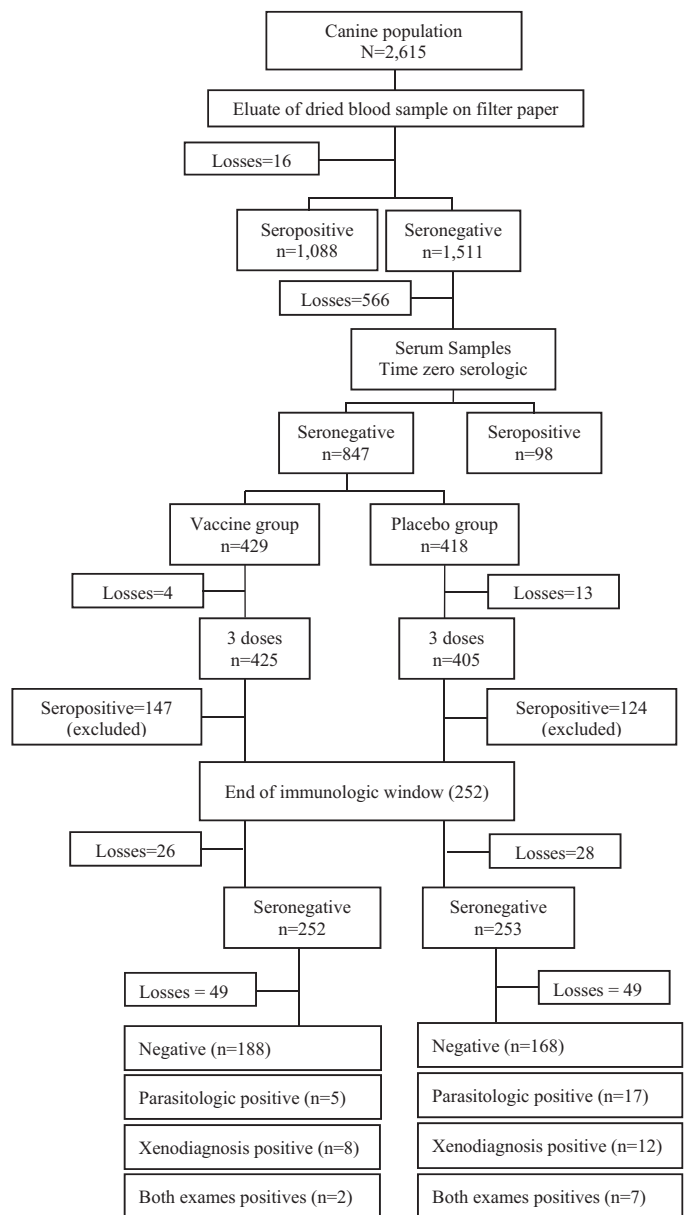 Canine population
N=2,615
Eluate of dried blood sample on filter paper
Losses=16
Seropositive
n=1,088
Seronegative
n=1,511
Losses=566
Serum Samples
Time zero serologic
Seronegative
n=847
Seropositive
n=98
Vaccine group
n=429
Placebo group
n=418
Losses=4
Losses=13
3 doses
n=425
3 doses
n=405
Seropositive=147
(excluded)
Seropositive=124
(excluded)
End of immunologic window (252)
Losses=26
Losses=28
Seronegative
n=252
Seronegative
n=253
Losses = 49
Losses = 49
Negative (n=188)
Parasitologic positive (n=5)
Xenodiagnosis positive (n=8)
Both exames positives (n=2)
Negative (n=168)
Parasitologic positive (n=17)
Xenodiagnosis positive (n=12)
Both exames positives (n=7)